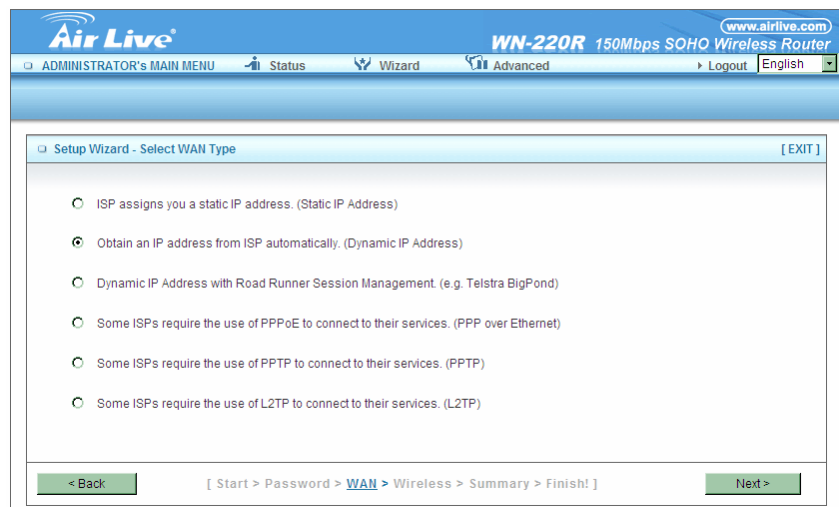 Air Live®
www.airlive.com
WN-220R 150Mbps SOHO Wireless Router
ADMINISTRATOR's MAIN MENU Status Wizard Advanced Logout English
Setup Wizard - Select WAN Type [ EXIT ]
ISP assigns you a static IP address. (Static IP Address)
Obtain an IP address from ISP automatically. (Dynamic IP Address)
Dynamic IP Address with Road Runner Session Management. (e.g. Telstra BigPond)
Some ISPs require the use of PPPoE to connect to their services. (PPP over Ethernet)
Some ISPs require the use of PPTP to connect to their services. (PPTP)
Some ISPs require the use of L2TP to connect to their services. (L2TP)
< Back [ Start > Password > WAN > Wireless > Summary > Finish! ] Next >